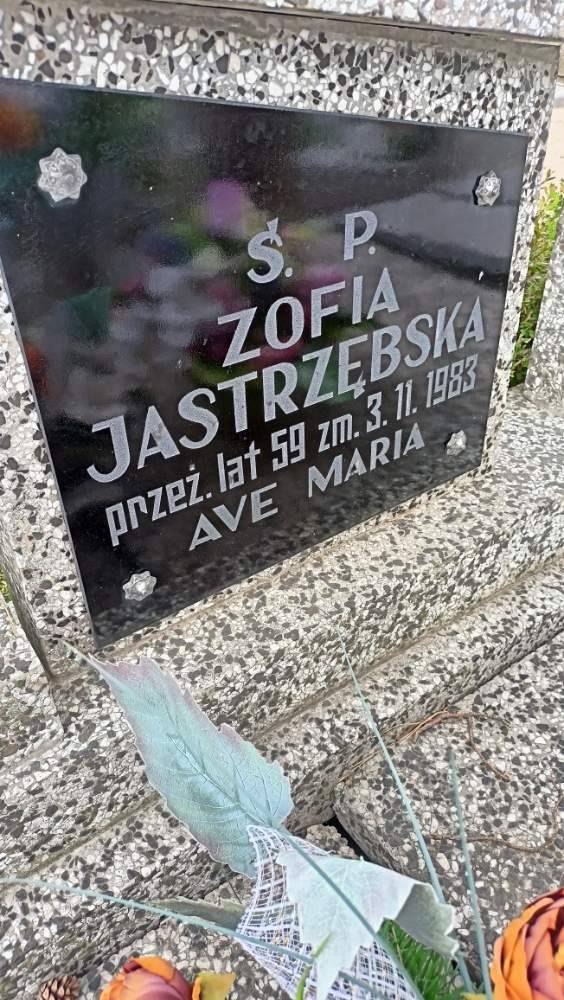 Ś. P.
ZOFIA
JASTRZĘBSKA
przeż. lat 59 zm. 3. 11. 1983
AVE MARIA